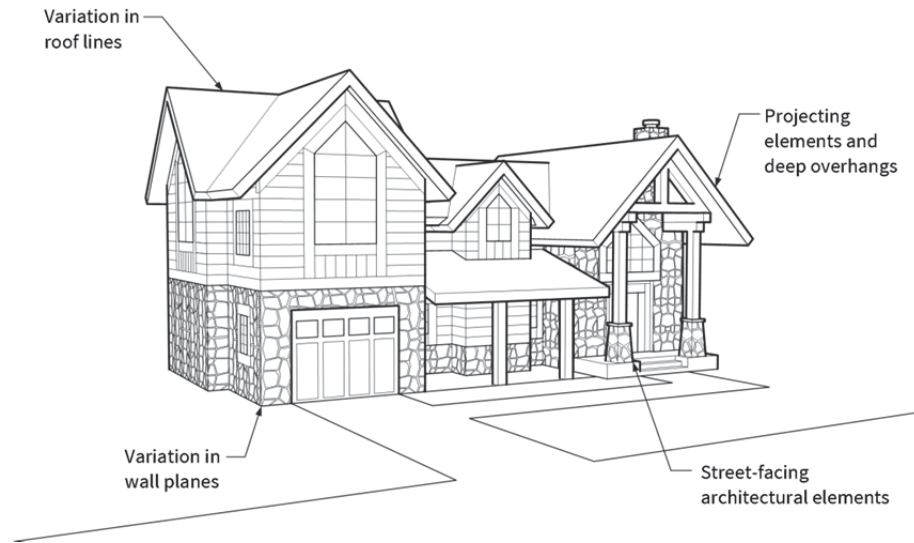 Variation in
roof lines
Projecting
elements and
deep overhangs
Variation in
wall planes
Street-facing
architectural elements